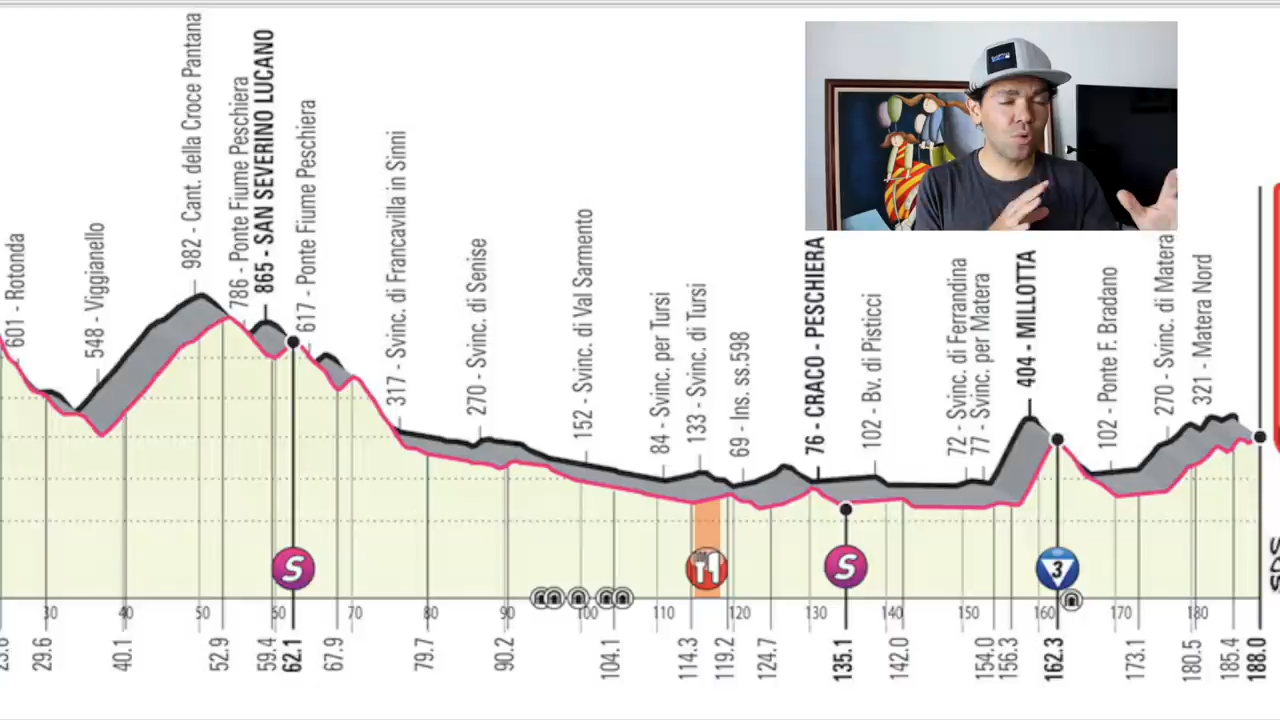 601 - Rotonda
548 - Viggianello
982 - Cant. della Croce Pantana
786 - Ponte Fiume Peschiera
865 - SAN SEVERINO LUCANO
617 - Ponte Fiume Peschiera
317 - Svinc. di Francavilla in Sinni
270 - Svinc. di Senise
152 - Svinc. di Val Sarmento
84 - Svinc. per Tursi
133 - Svinc. di Tursi
69 - Ins. ss.598
76 - CRACO - PESCHIERA
102 - Bv. di Pisticci
72 - Svinc. di Ferrandina
77 - Svinc. per Matera
404 - MILLOTTA
102 - Ponte F. Bradano
270 - Svinc. di Matera
321 - Matera Nord
S
S
3
30
40
50
60
70
80
90
100
110
120
130
140
150
160
170
180
29.6
40.1
52.9
59.4
62.1
67.9
79.7
90.2
104.1
114.3
119.2
124.7
135.1
142.0
154.0
156.3
162.3
173.1
180.5
185.4
188.0
SDS